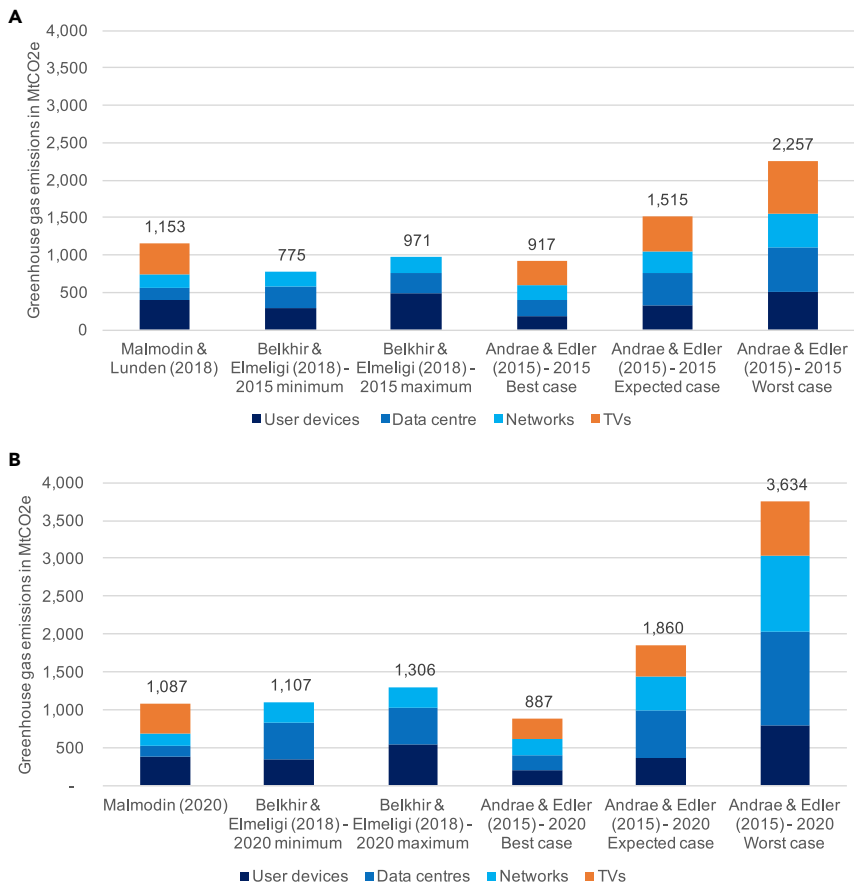 A
Greenhouse gas emissions in MtCO2e
4,000
3,500
3,000
2,500
2,000
1,500
1,000
500
0
1,153
775
971
917
1,515
2,257
Malmodin &
Lunden (2018)
Belkhir &
Elmeligi (2018) -
2015 minimum
Belkhir &
Elmeligi (2018) -
2015 maximum
Andrae & Edler
(2015) - 2015
Best case
Andrae & Edler
(2015) - 2015
Expected case
Andrae & Edler
(2015) - 2015
Worst case
User devices Data centre Networks TVs
B
Greenhouse gas emissions in MtCO2e
4,000
3,500
3,000
2,500
2,000
1,500
1,000
500
-
1,087
1,107
1,306
887
1,860
3,634
Malmodin (2020)
Belkhir &
Elmeligi (2018) -
2020 minimum
Belkhir &
Elmeligi (2018) -
2020 maximum
Andrae & Edler
(2015) - 2020
Best case
Andrae & Edler
(2015) - 2020
Expected case
Andrae & Edler
(2015) - 2020
Worst case
User devices Data centres Networks TVs